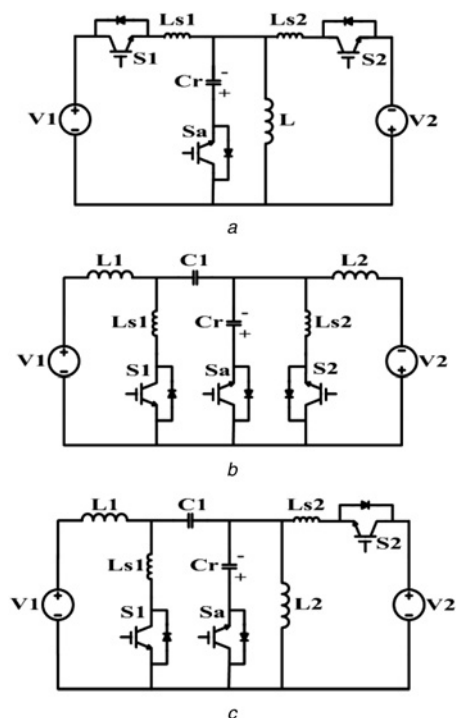 Ls1 Ls2
S1 S2
Cr - +
V1 + - Sa L - + V2
a
L1 C1 L2
Ls1 Cr - + Ls2
V1 + - S1 Sa S2 - + V2
b
L1 C1 Ls2
Ls1 Cr - + S2
V1 + - S1 Sa L2 + - V2
c